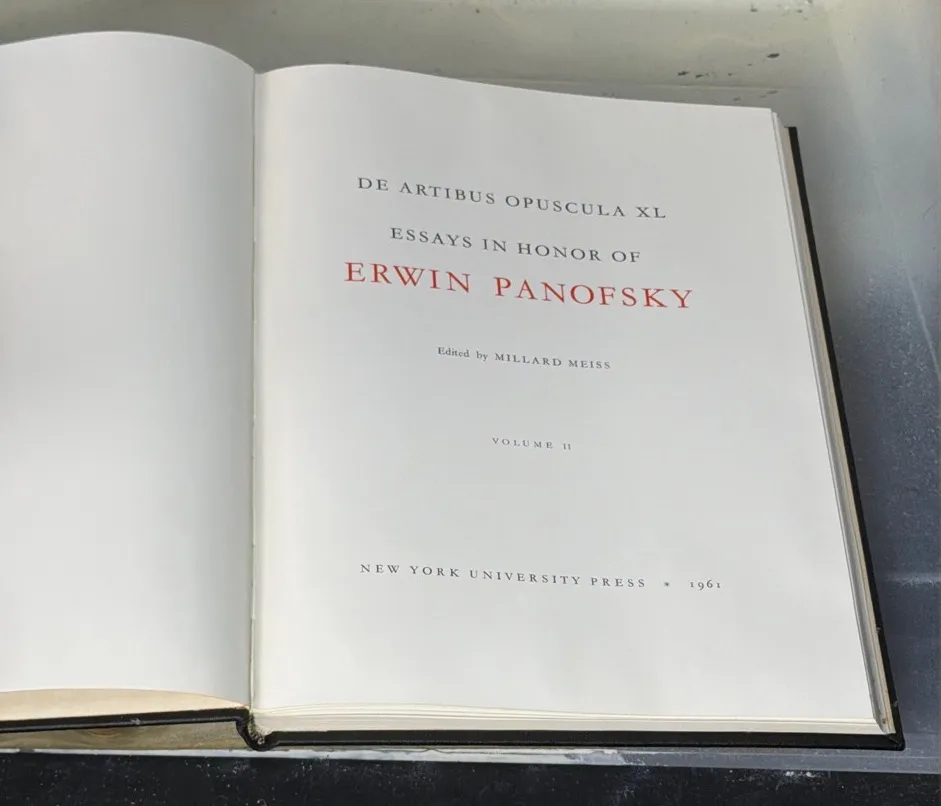 DE ARTIBUS OPUSCULA XL
ESSAYS IN HONOR OF
ERWIN PANOFSKY
Edited by MILLARD MEISS
VOLUME II
NEW YORK UNIVERSITY PRESS * 1961